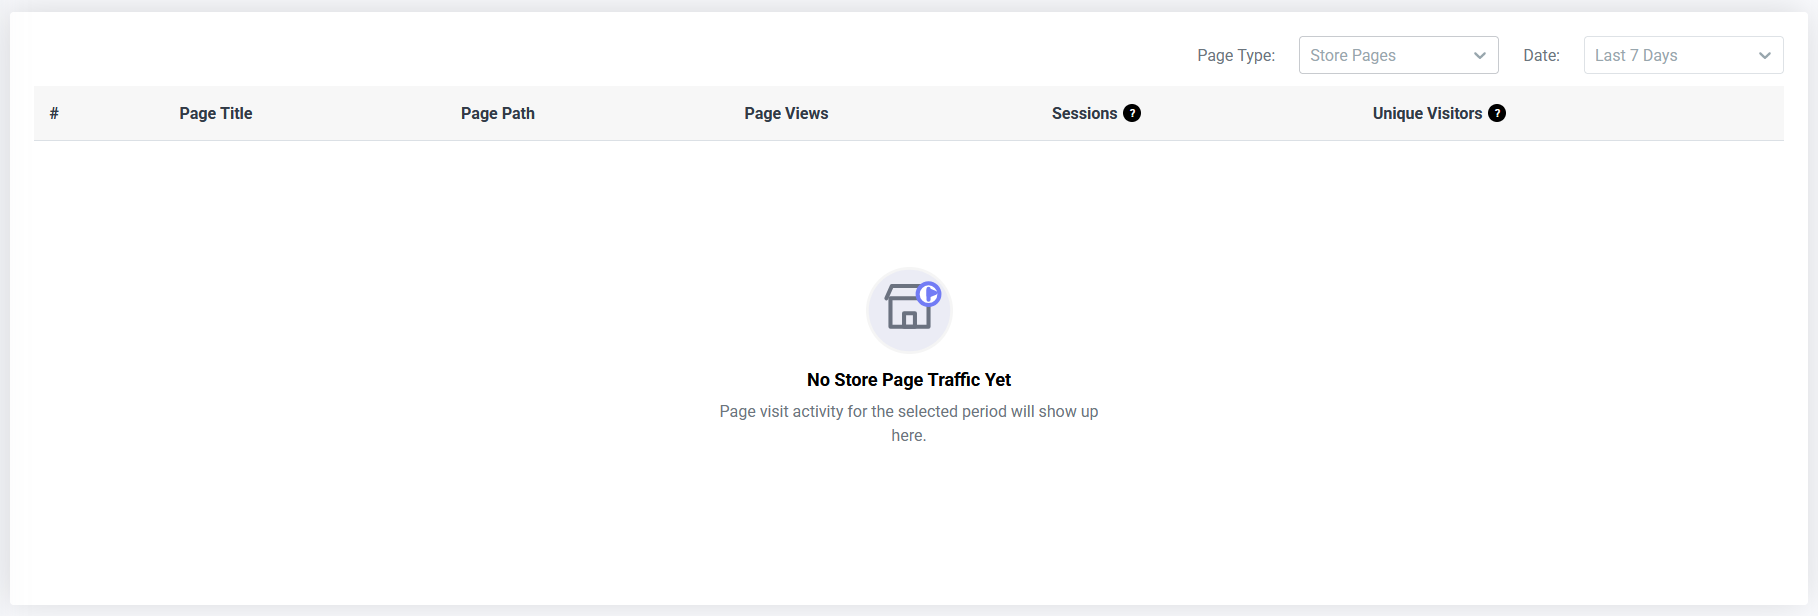 Page Type: Store Pages Date: Last 7 Days
# Page Title Page Path Page Views Sessions ? Unique Visitors ?
No Store Page Traffic Yet
Page visit activity for the selected period will show up
here.